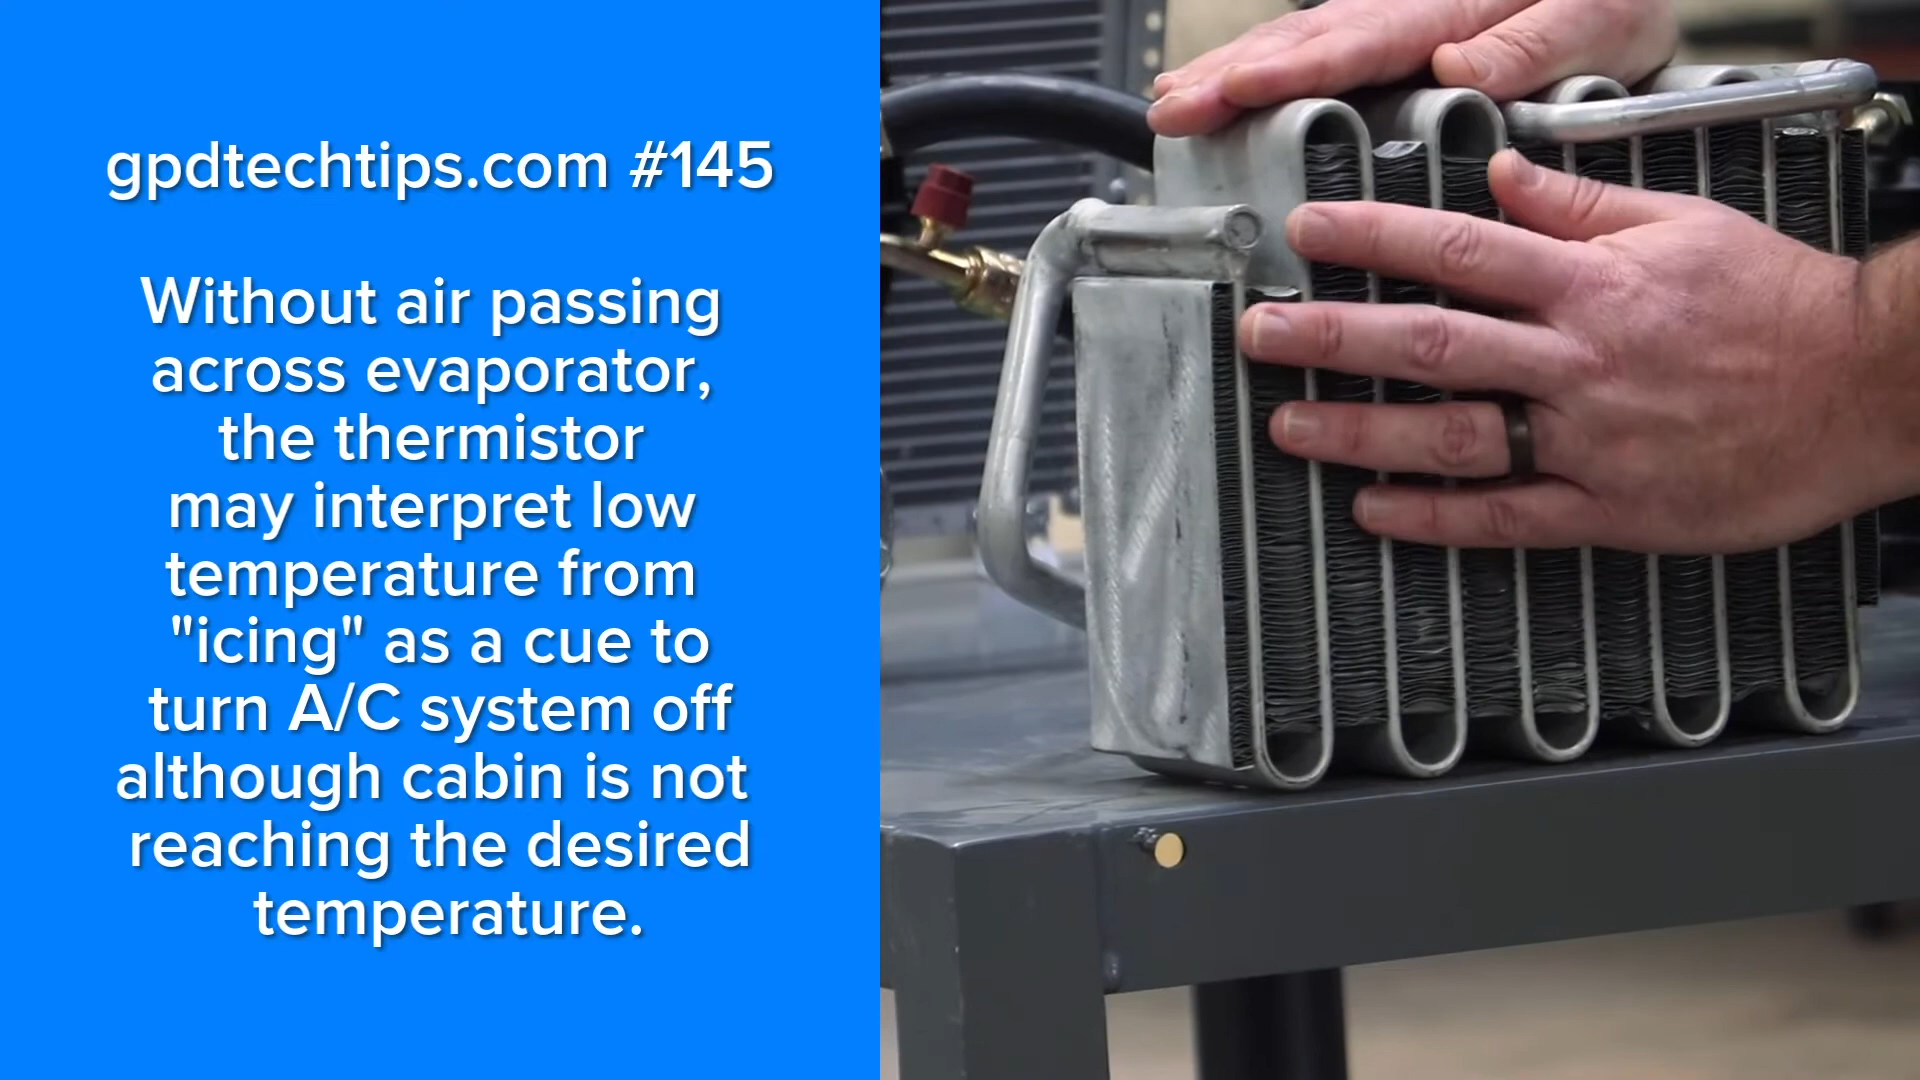 gpdtechtips.com #145
Without air passing
across evaporator,
the thermistor
may interpret low
temperature from
"icing" as a cue to
turn A/C system off
although cabin is not
reaching the desired
temperature.